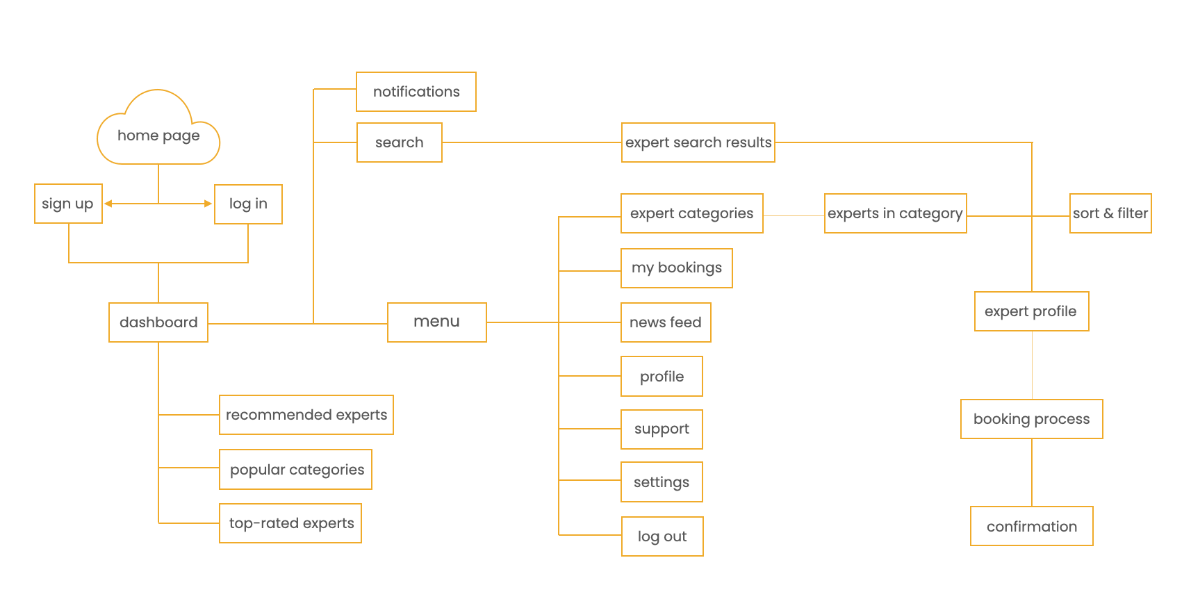 notifications
home page
search
expert search results
sign up
log in
expert categories
experts in category
sort & filter
my bookings
dashboard
menu
news feed
expert profile
profile
recommended experts
support
booking process
popular categories
settings
top-rated experts
log out
confirmation